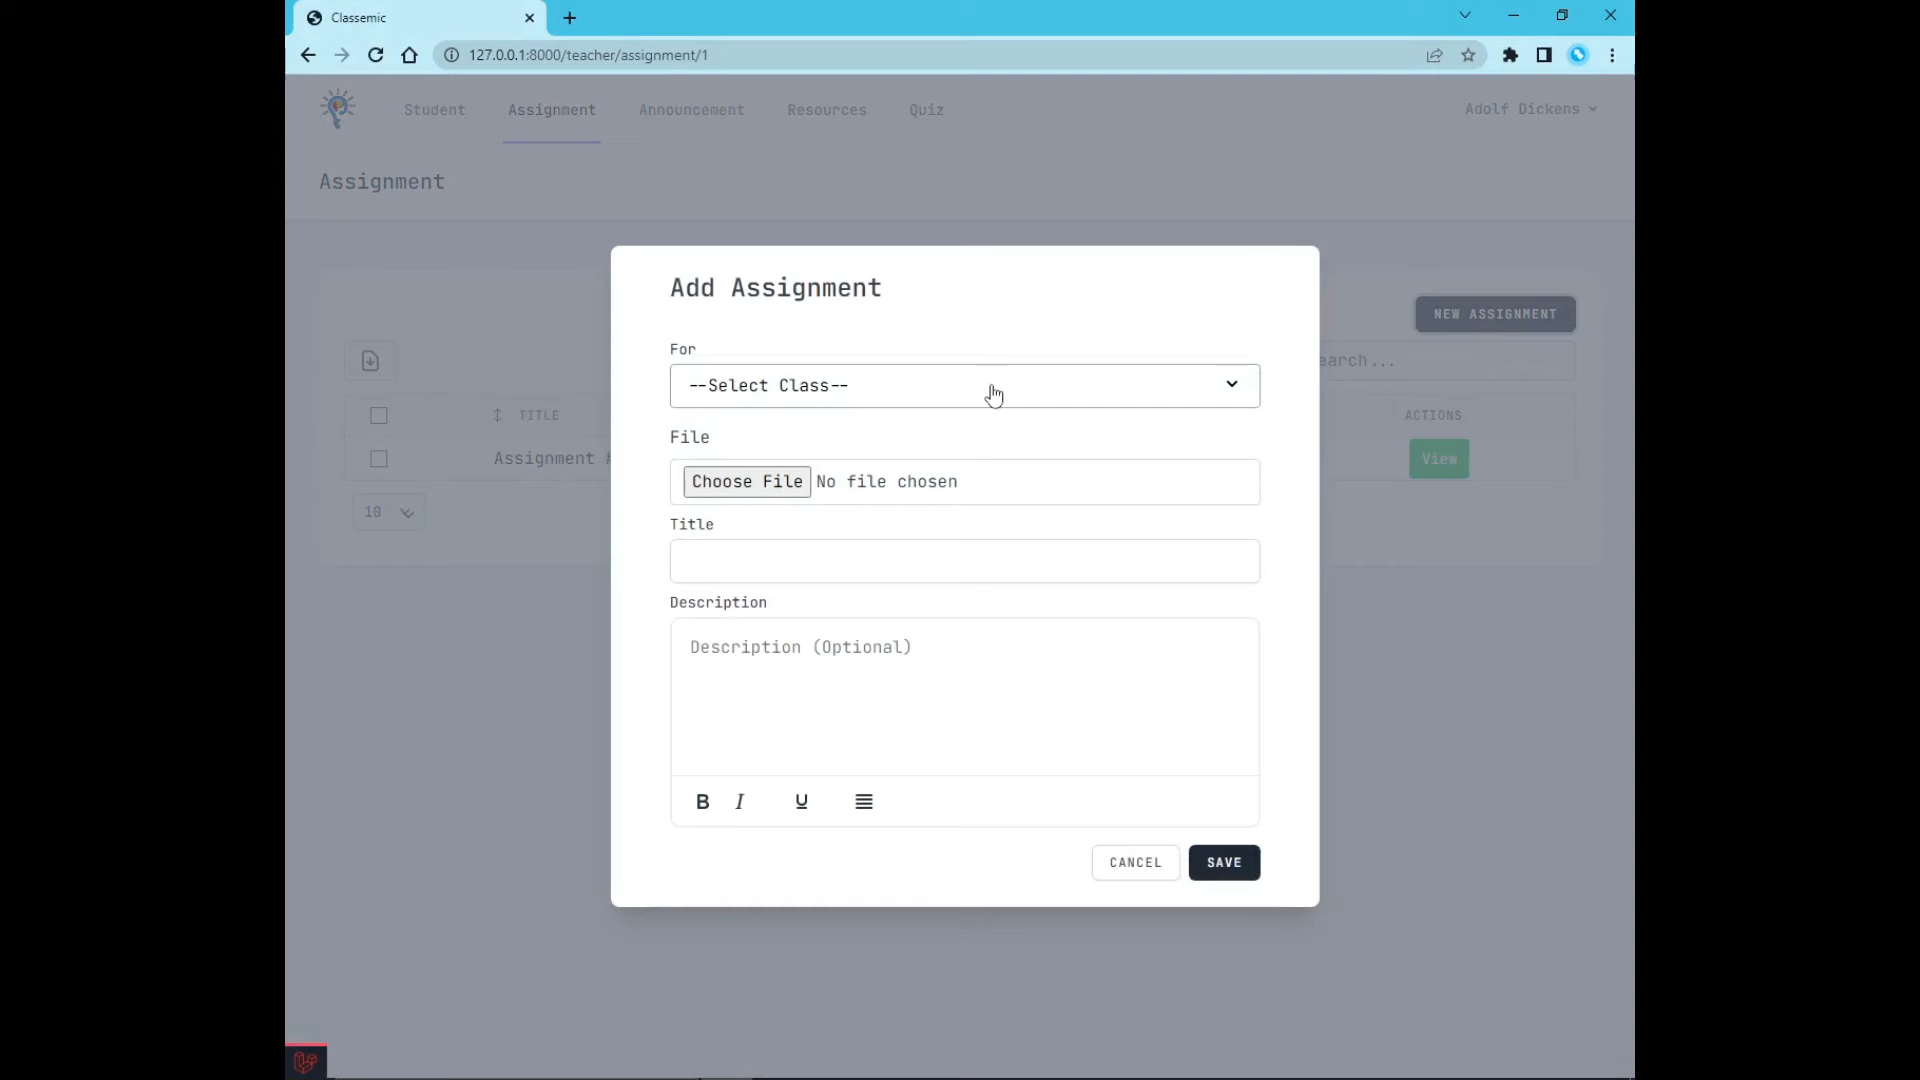 Classemic
127.0.0.1:8000/teacher/assignment/1
Student Assignment Announcement Resources Quiz Adolf Dickens
Assignment
NEW ASSIGNMENT
Add Assignment
For
--Select Class--
File
Choose File No file chosen
Title
Description
Description (Optional)
B I U
CANCEL SAVE
earch...
TITLE ACTIONS
Assignment # View
10